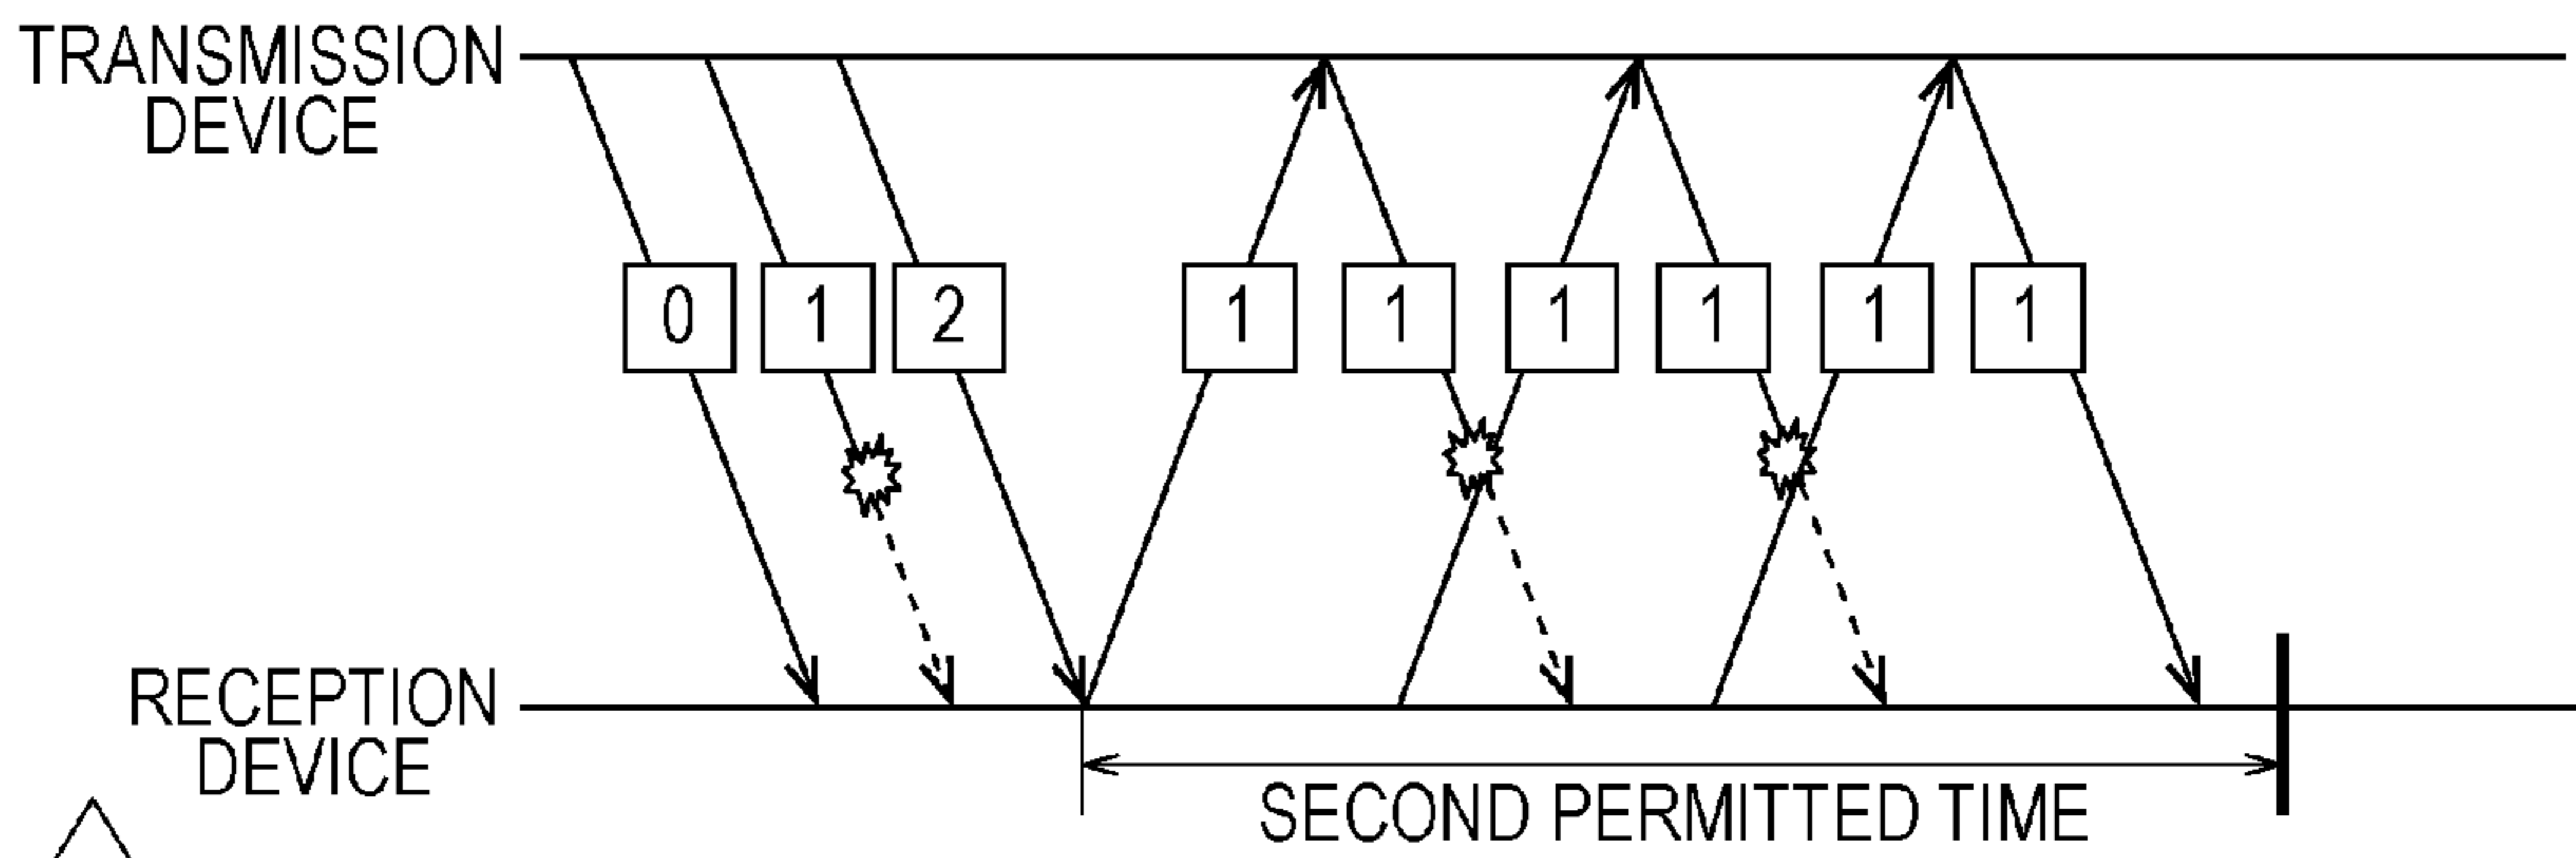 TRANSMISSION
DEVICE
0 1 2 1 1 1 1 1 1
RECEPTION
DEVICE
SECOND PERMITTED TIME